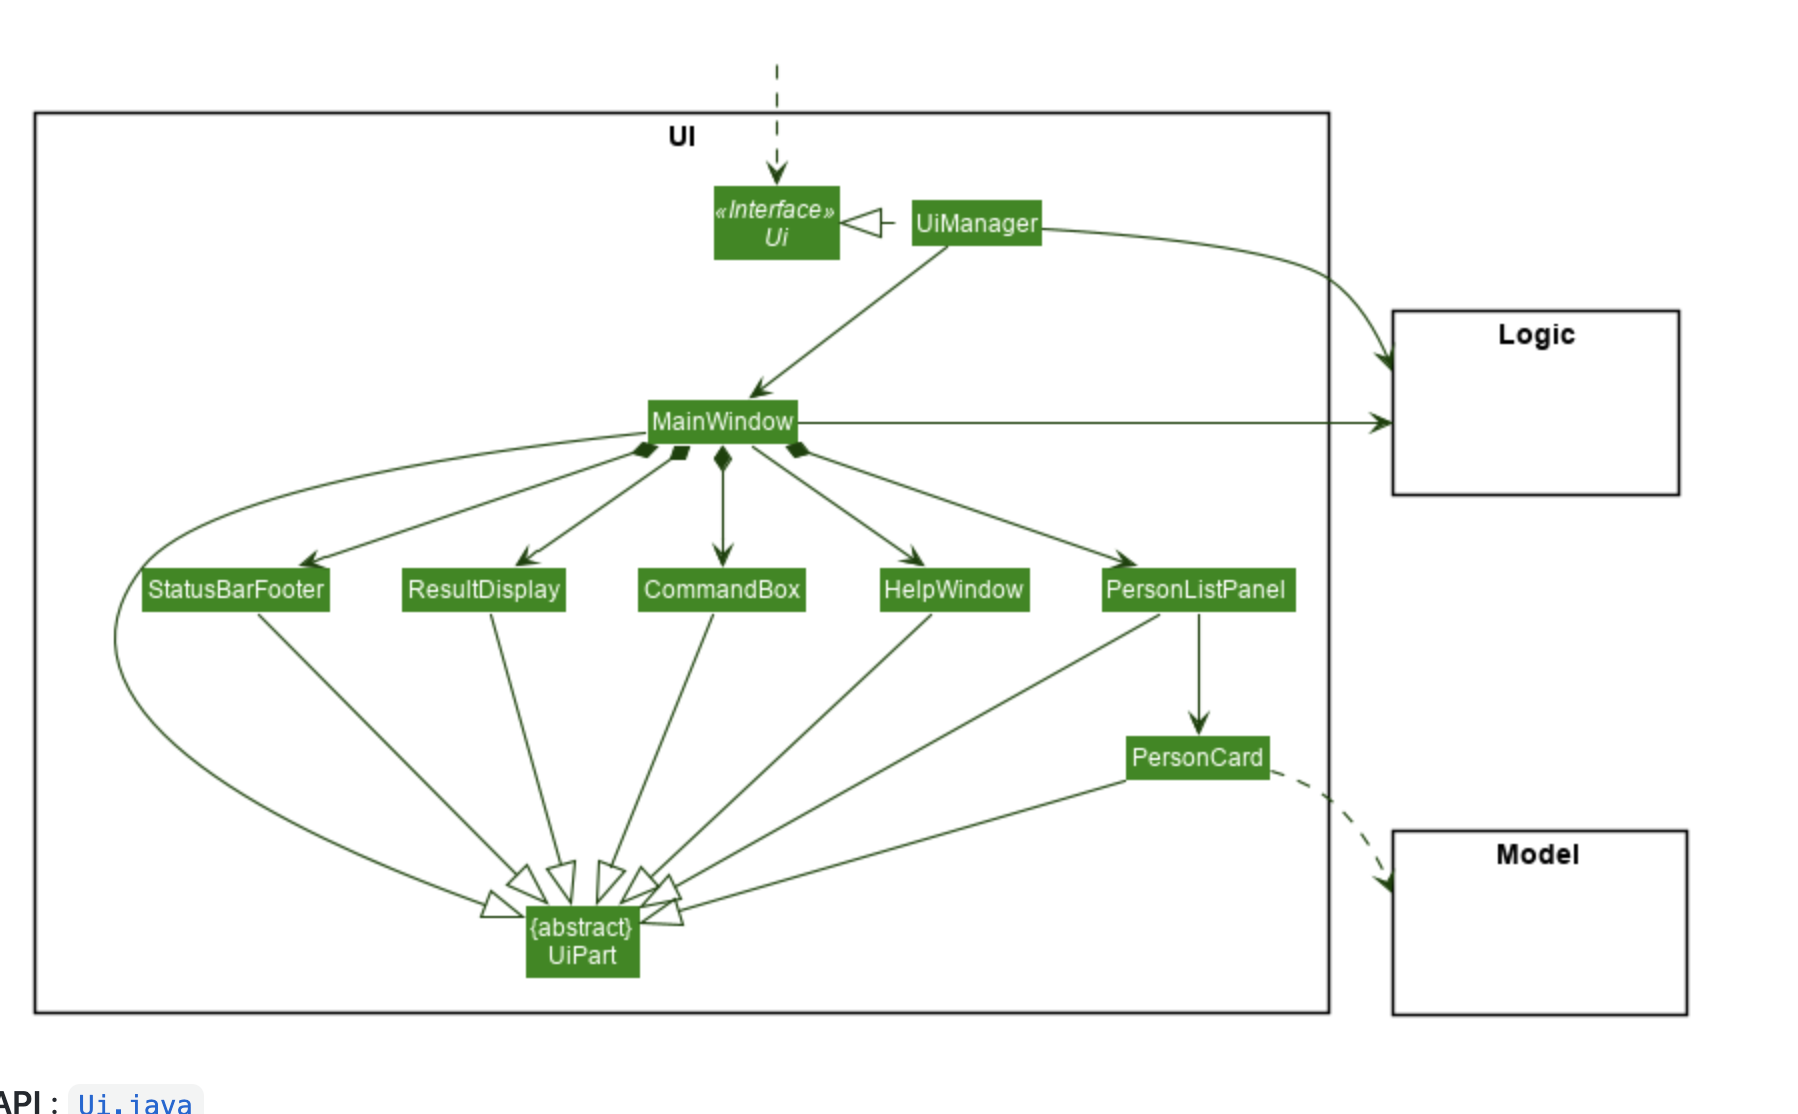 UI
«Interface»
Ui
UiManager
Logic
MainWindow
StatusBarFooter
ResultDisplay
CommandBox
HelpWindow
PersonListPanel
PersonCard
Model
{abstract}
UiPart
API : Ui.java